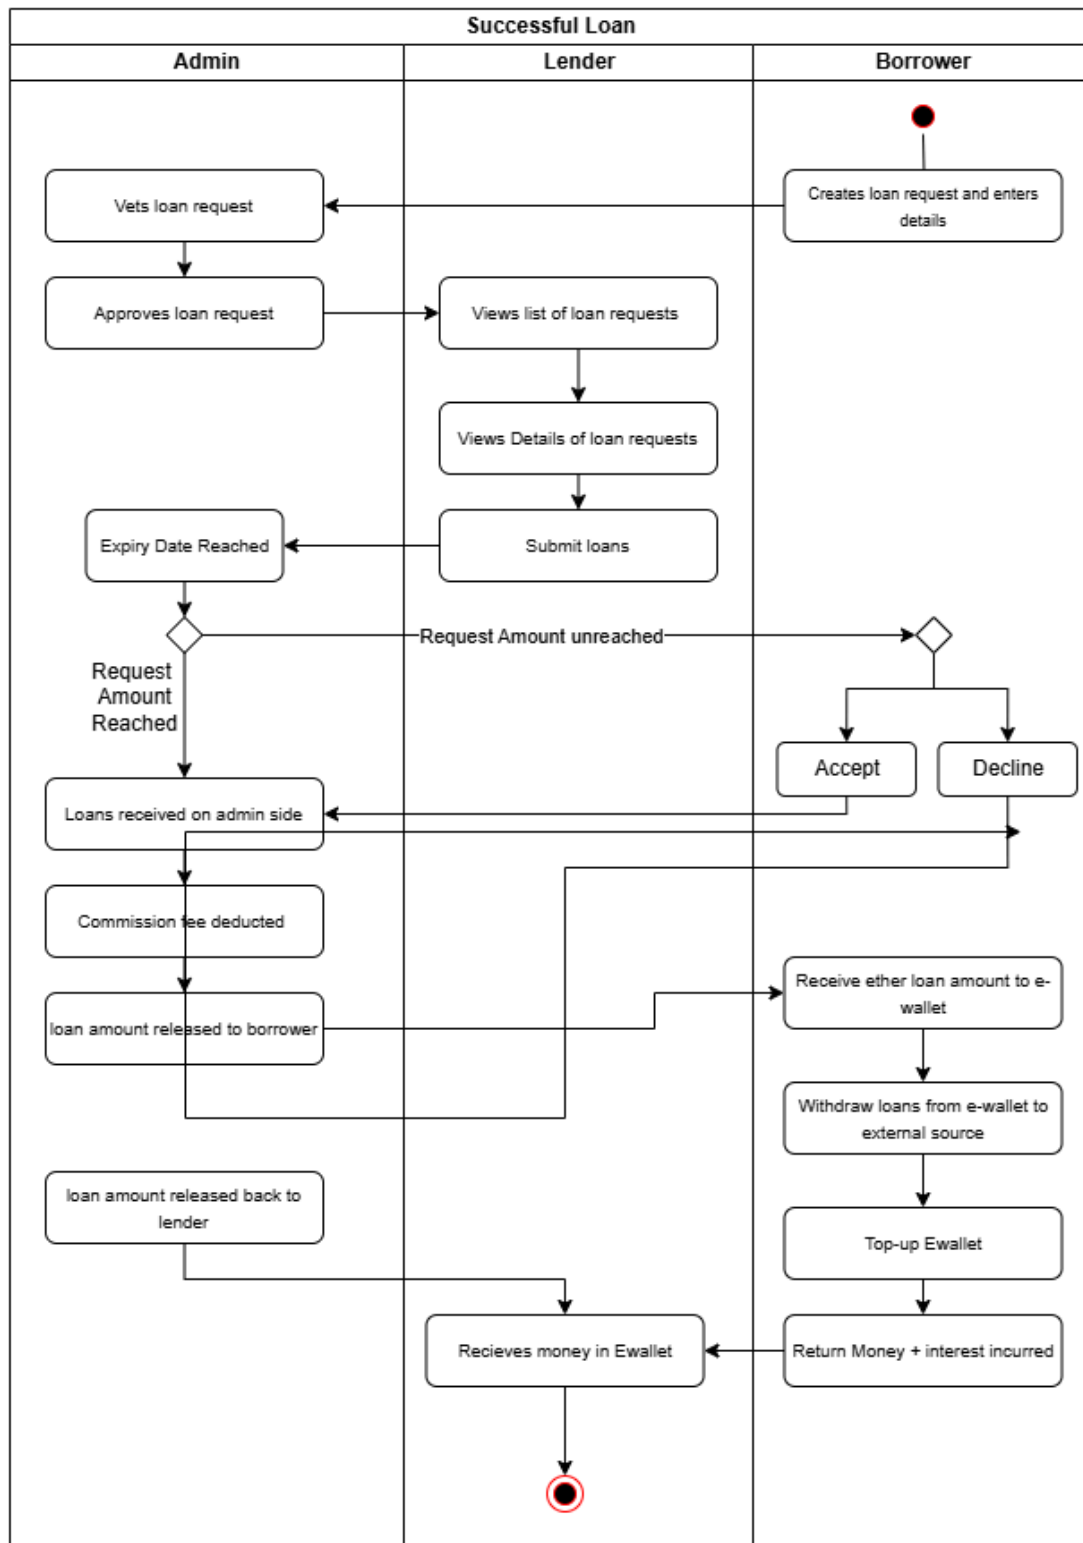 Successful Loan
Admin
Lender
Borrower
Vets loan request
Creates loan request and enters
details
Approves loan request
Views list of loan requests
Views Details of loan requests
Expiry Date Reached
Submit loans
Request Amount unreached
Request
Amount
Reached
Accept
Decline
Loans received on admin side
Commission fee deducted
Receive ether loan amount to e-
wallet
loan amount released to borrower
Withdraw loans from e-wallet to
external source
loan amount released back to
lender
Top-up Ewallet
Recieves money in Ewallet
Return Money + interest incurred